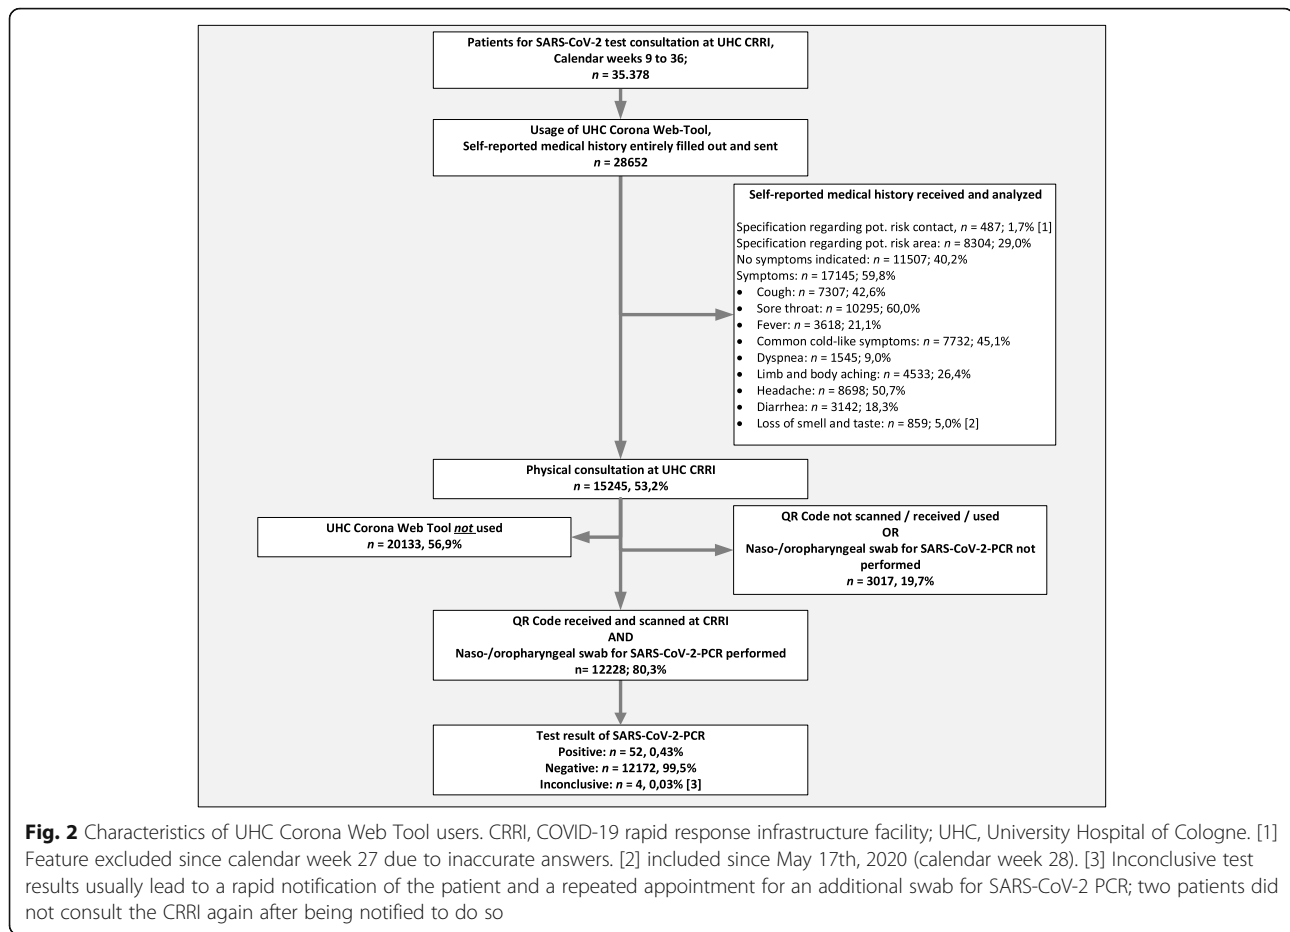 Patients for SARS-CoV-2 test consultation at UHC CRRI,
Calendar weeks 9 to 36;
n = 35.378
Usage of UHC Corona Web-Tool,
Self-reported medical history entirely filled out and sent
n = 28652
Self-reported medical history received and analyzed
Specification regarding pot. risk contact, n = 487; 1,7% [1]
Specification regarding pot. risk area: n = 8304; 29,0%
No symptoms indicated: n = 11507; 40,2%
Symptoms: n = 17145; 59,8%
• Cough: n = 7307; 42,6%
• Sore throat: n = 10295; 60,0%
• Fever: n = 3618; 21,1%
• Common cold-like symptoms: n = 7732; 45,1%
• Dyspnea: n = 1545; 9,0%
• Limb and body aching: n = 4533; 26,4%
• Headache: n = 8698; 50,7%
• Diarrhea: n = 3142; 18,3%
• Loss of smell and taste: n = 859; 5,0% [2]
Physical consultation at UHC CRRI
n = 15245, 53,2%
UHC Corona Web Tool not used
n = 20133, 56,9%
QR Code not scanned / received / used
OR
Naso-/oropharyngeal swab for SARS-CoV-2-PCR not
performed
n = 3017, 19,7%
QR Code received and scanned at CRRI
AND
Naso-/oropharyngeal swab for SARS-CoV-2-PCR performed
n= 12228; 80,3%
Test result of SARS-CoV-2-PCR
Positive: n = 52, 0,43%
Negative: n = 12172, 99,5%
Inconclusive: n = 4, 0,03% [3]
Fig. 2 Characteristics of UHC Corona Web Tool users. CRRI, COVID-19 rapid response infrastructure facility; UHC, University Hospital of Cologne. [1]
Feature excluded since calendar week 27 due to inaccurate answers. [2] included since May 17th, 2020 (calendar week 28). [3] Inconclusive test
results usually lead to a rapid notification of the patient and a repeated appointment for an additional swab for SARS-CoV-2 PCR; two patients did
not consult the CRRI again after being notified to do so